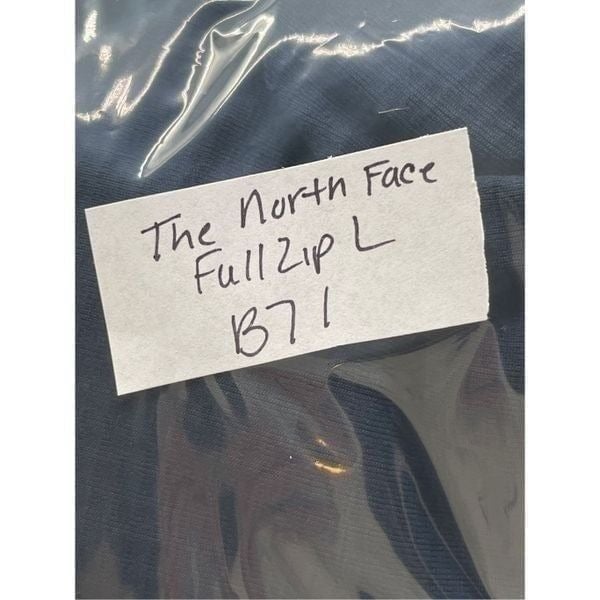 The North Face
Full Zip L
B71